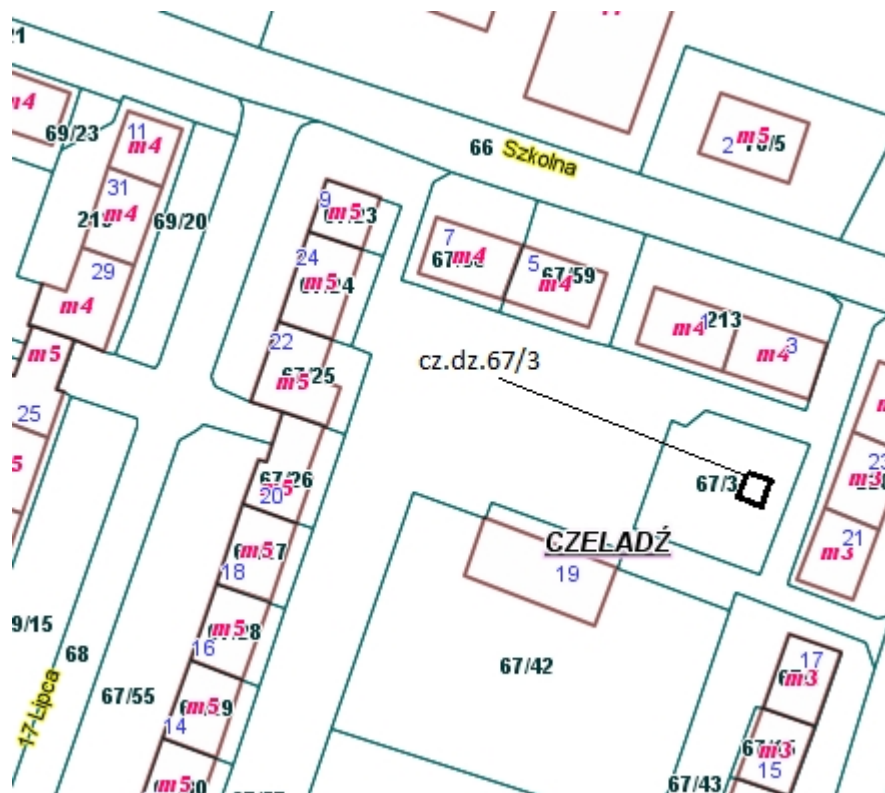 66 Szkolna
m4
69/23
11
m4
2
m5
31
m4
69/20
9
m5
7
m4
5
67/59
m4
24
m5
29
m4
213
m4
3
m4
22
67/25
m5
m5
cz.dz.67/3
25
67/3
23
m3
67/26
20
CZELADŹ
21
m3
18
m5
19
16
m5
9/15
68
67/42
17
m3
67/55
m5
14
17-Lipca
m3
15
m5
67/43